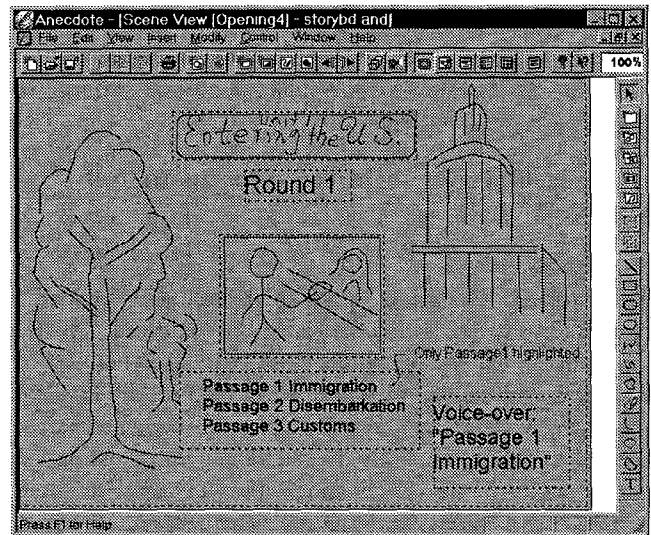 Anecdote - [Scene View [Opening4] - storybd and]
File Edit View Insert Modify Control Window Help
100%
Entering the U.S.
Round 1
Only Passage1 highlighted
Passage 1 Immigration
Passage 2 Disembarkation
Passage 3 Customs
Voice-over:
"Passage 1
Immigration"
Press F1 for Help